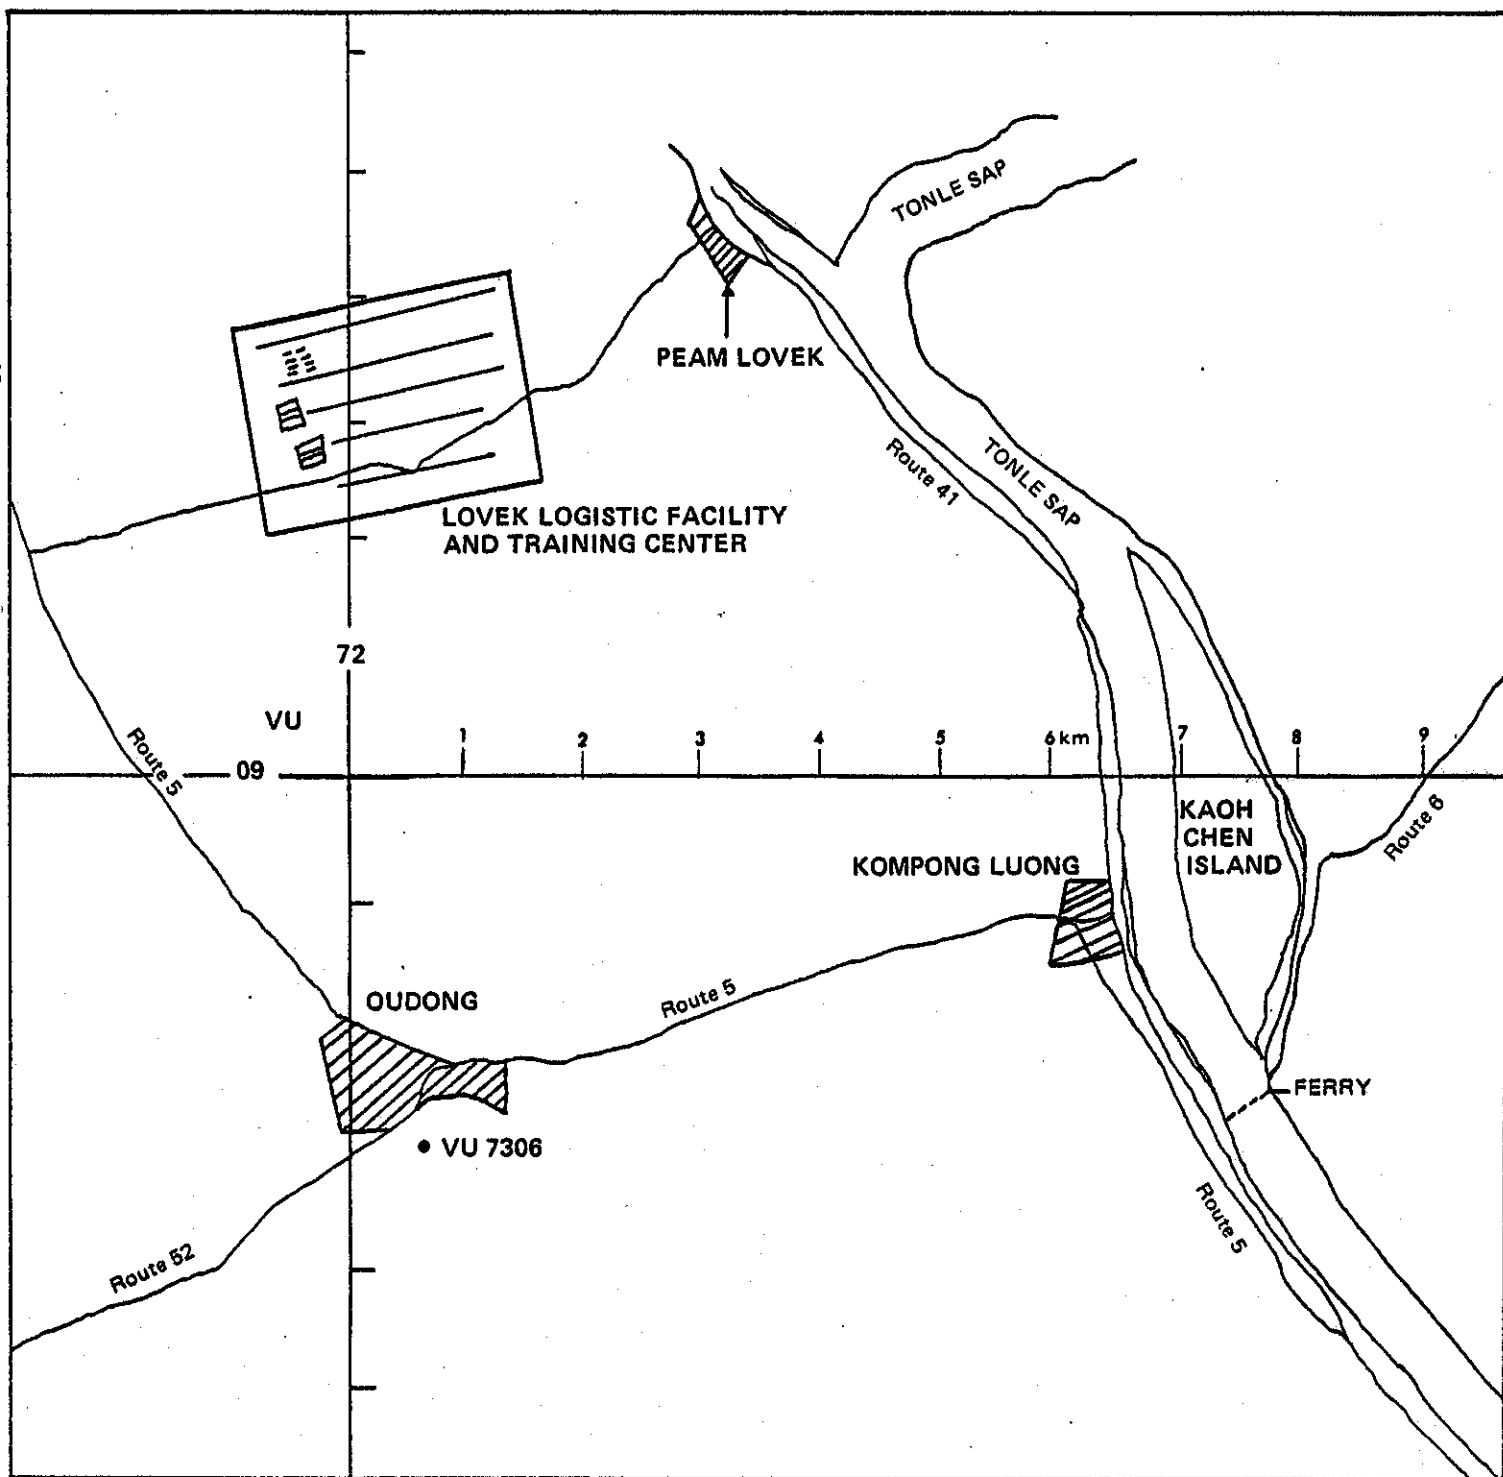 TONLE SAP
PEAM LOVEK
Route 41
TONLE SAP
LOVEK LOGISTIC FACILITY
AND TRAINING CENTER
72
VU
Route 5
09
1
2
3
4
5
6 km
7
8
9
KAOH
CHEN
ISLAND
Route 6
KOMPONG LUONG
OUDONG
Route 5
FERRY
VU 7306
Route 5
Route 52